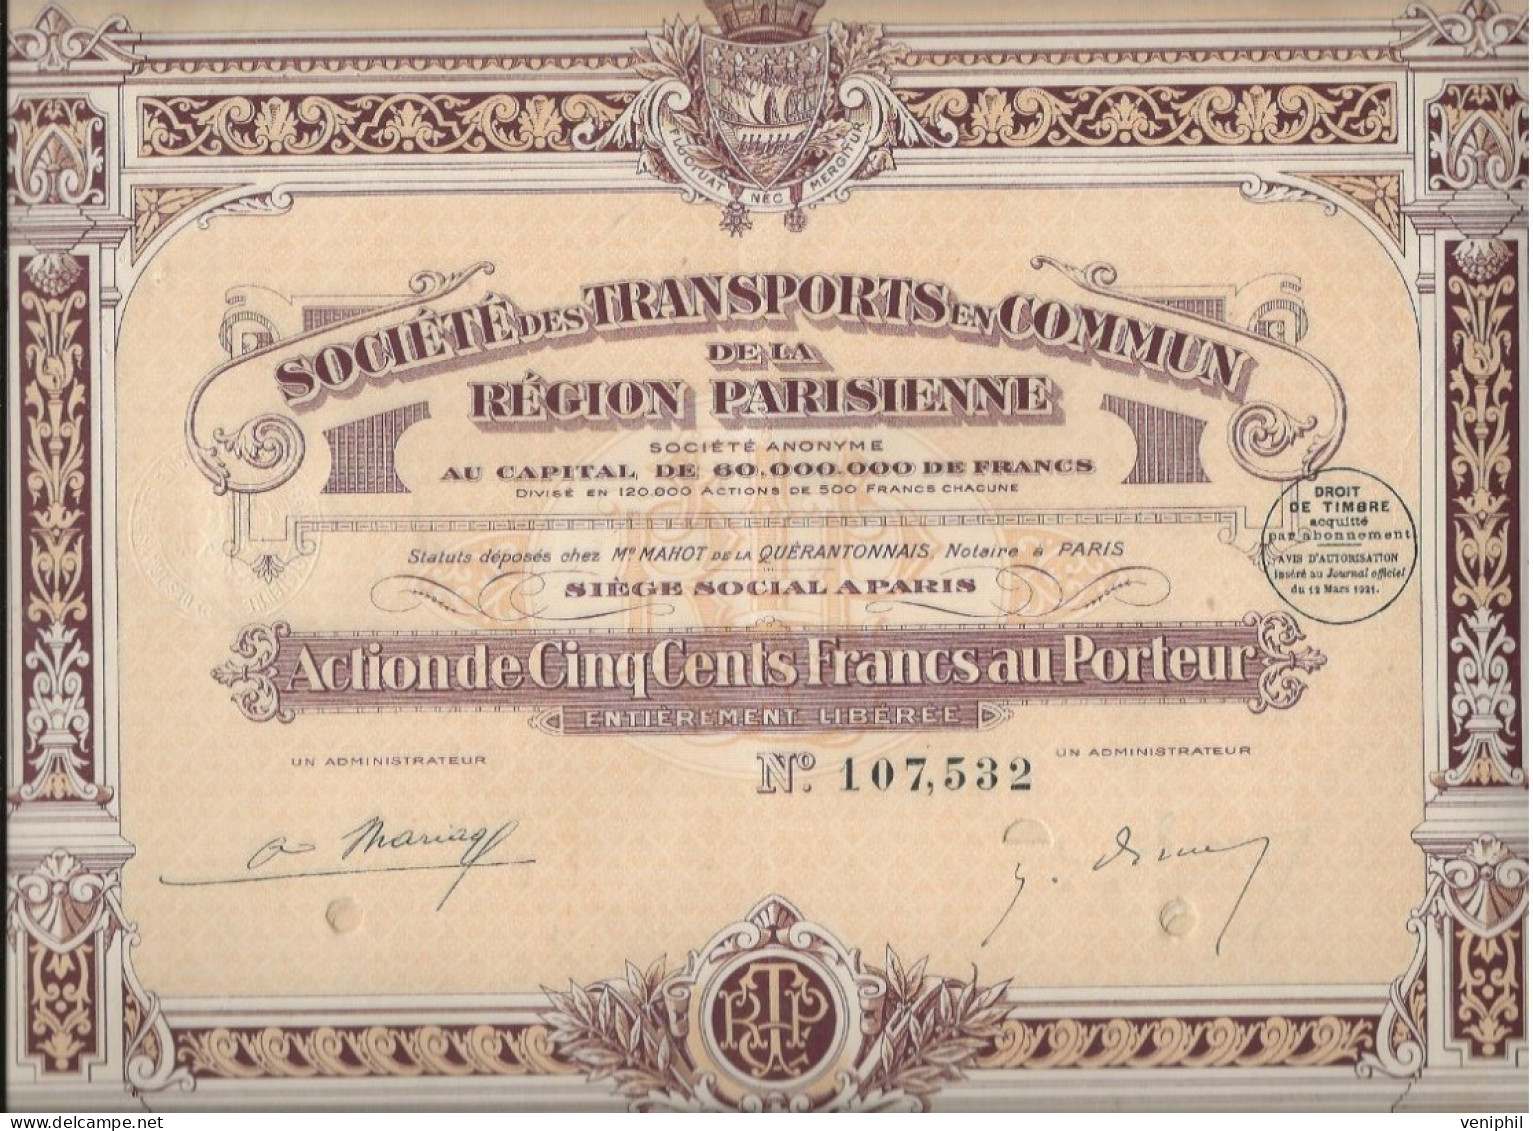 FLUCTUAT NEC MERGITUR
SOCIÉTÉ DES TRANSPORTS EN COMMUN
DE LA
RÉGION PARISIENNE
SOCIÉTÉ ANONYME
AU CAPITAL DE 60.000.000 DE FRANCS
DIVISÉ EN 120.000 ACTIONS DE 500 FRANCS CHACUNE
Statuts déposés chez Me MAHOT DE LA QUÉRANTONNAIS, Notaire à PARIS
SIÈGE SOCIAL A PARIS
DROIT
DE TIMBRE
acquitté
par abonnement
AVIS D'AUTORISATION
inséré au Journal officiel
du 12 Mars 1921.
Action de Cinq Cents Francs au Porteur
ENTIÈREMENT LIBÉRÉE
UN ADMINISTRATEUR
No. 107,532
UN ADMINISTRATEUR
veniphil